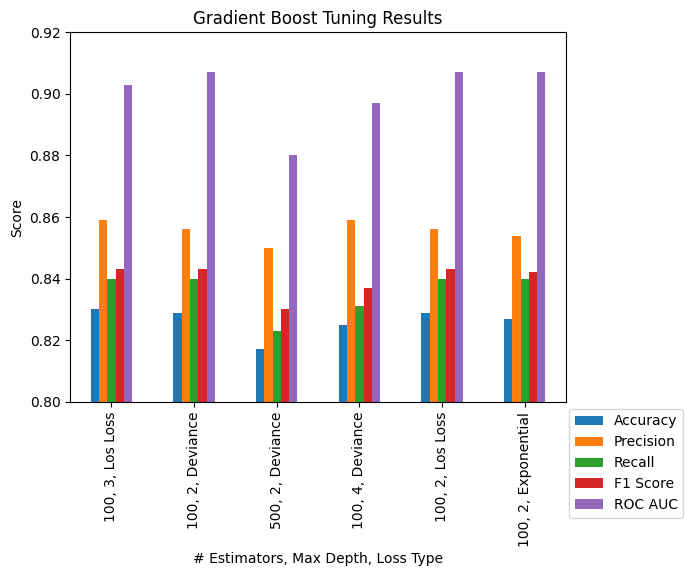 Gradient Boost Tuning Results
Score
0.92
0.90
0.88
0.86
0.84
0.82
0.80
100, 3, Los Loss
100, 2, Deviance
500, 2, Deviance
100, 4, Deviance
100, 2, Los Loss
100, 2, Exponential
# Estimators, Max Depth, Loss Type
Accuracy
Precision
Recall
F1 Score
ROC AUC